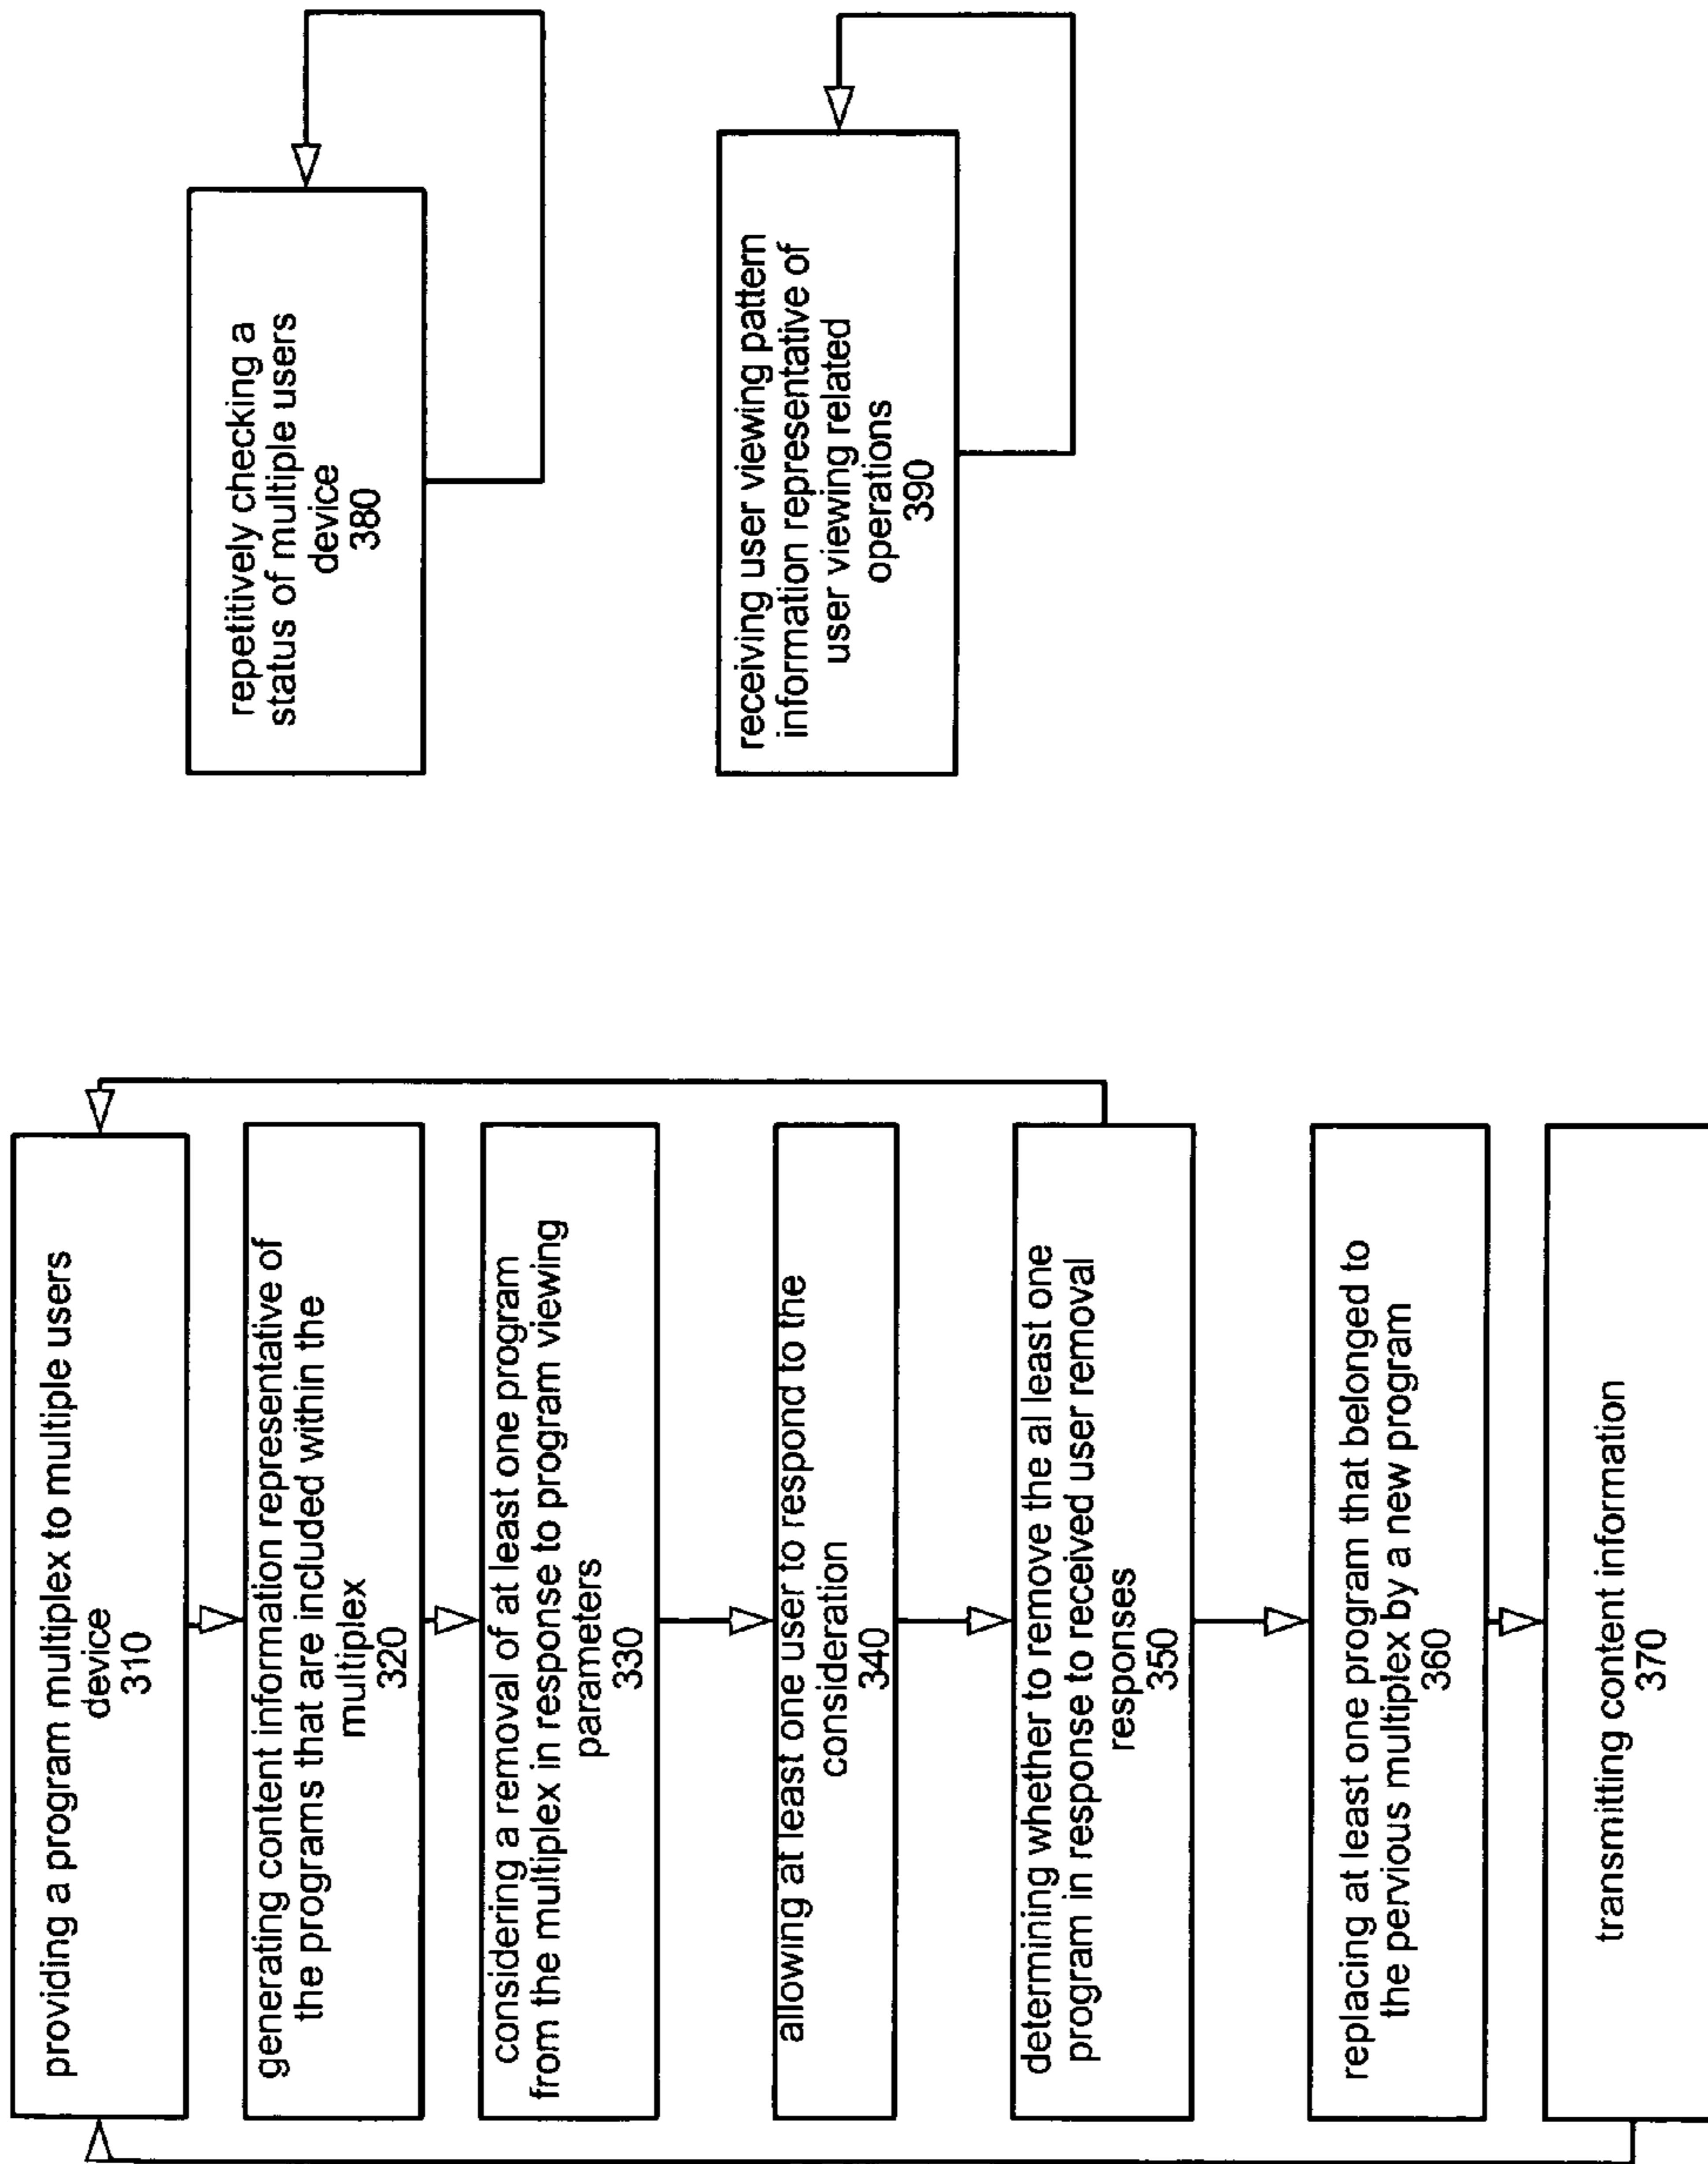 providing a program multiplex to multiple users
device
310
generating content information representative of
the programs that are included within the
multiplex
320
considering a removal of at least one program
from the multiplex in response to program viewing
parameters
330
allowing at least one user to respond to the
consideration
340
determining whether to remove the al least one
program in response to received user removal
responses
350
replacing at least one program that belonged to
the pervious multiplex by a new program
360
transmitting content information
370
repetitively checking a
status of multiple users
device
380
receiving user viewing pattern
information representative of
user viewing related
operations
390